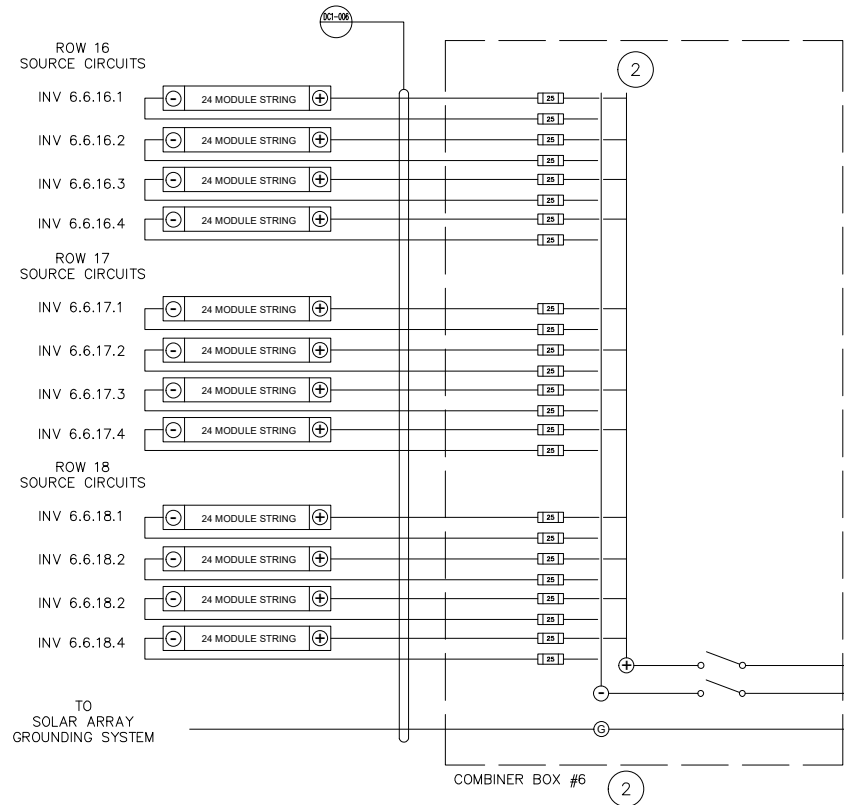 DC1-006
2
ROW 16
SOURCE CIRCUITS
INV 6.6.16.1
- 24 MODULE STRING +
25
25
INV 6.6.16.2
- 24 MODULE STRING +
25
25
INV 6.6.16.3
- 24 MODULE STRING +
25
25
INV 6.6.16.4
- 24 MODULE STRING +
25
25
ROW 17
SOURCE CIRCUITS
INV 6.6.17.1
- 24 MODULE STRING +
25
25
INV 6.6.17.2
- 24 MODULE STRING +
25
25
INV 6.6.17.3
- 24 MODULE STRING +
25
25
INV 6.6.17.4
- 24 MODULE STRING +
25
25
ROW 18
SOURCE CIRCUITS
INV 6.6.18.1
- 24 MODULE STRING +
25
25
INV 6.6.18.2
- 24 MODULE STRING +
25
25
INV 6.6.18.2
- 24 MODULE STRING +
25
25
INV 6.6.18.4
- 24 MODULE STRING +
25
25
+
-
TO
SOLAR ARRAY
GROUNDING SYSTEM
G
COMBINER BOX #6
2